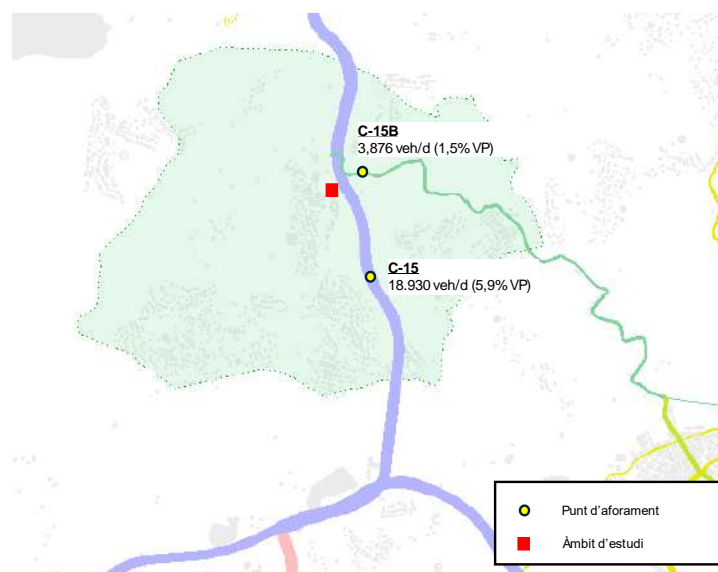 C-15B
3,876 veh/d (1,5% VP)
C-15
18.930 veh/d (5,9% VP)
Punt d'aforament
Àmbit d'estudi